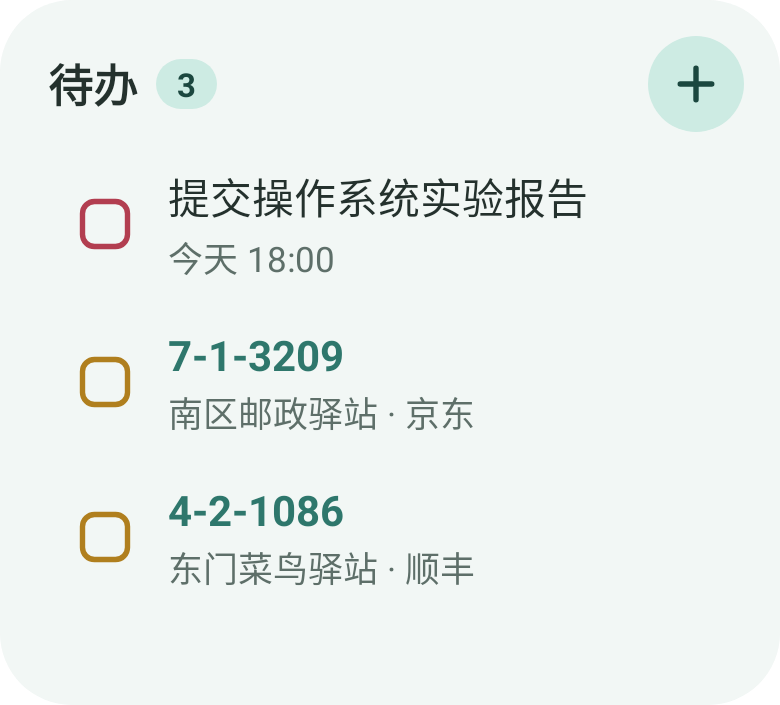 待办 3
提交操作系统实验报告
今天 18:00
7-1-3209
南区邮政驿站 · 京东
4-2-1086
东门菜鸟驿站 · 顺丰